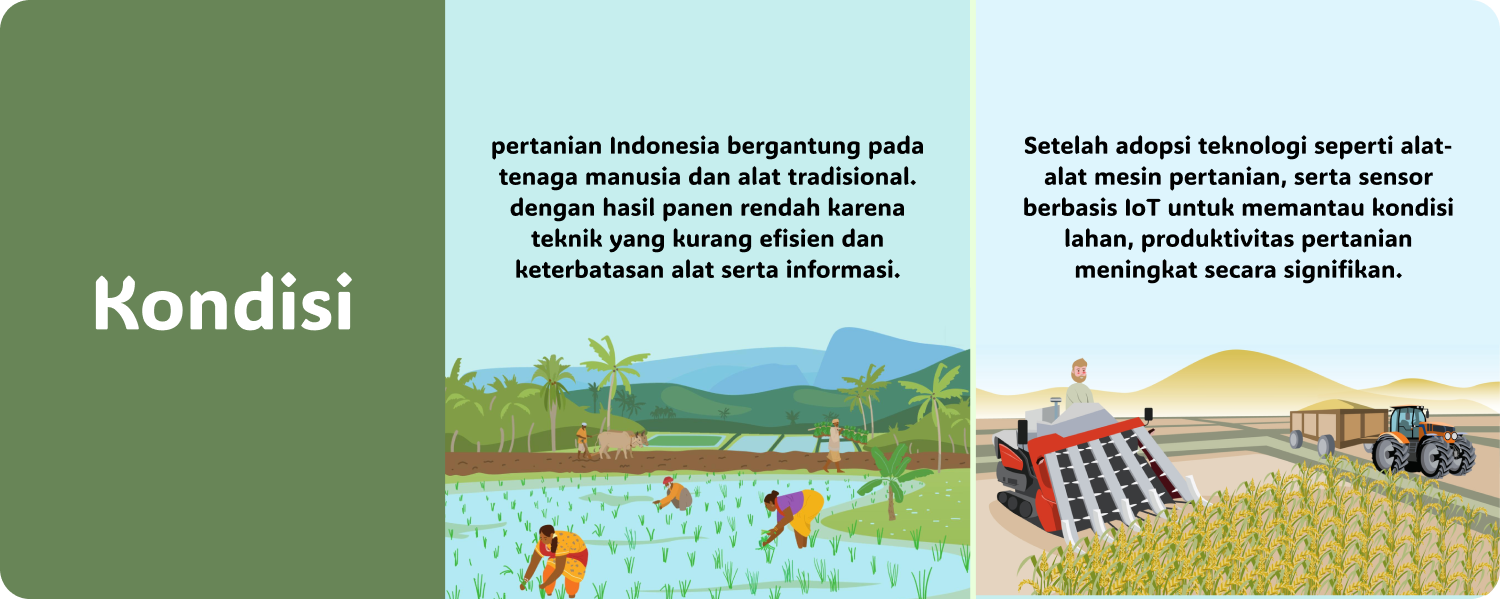 Kondisi
pertanian Indonesia bergantung pada
tenaga manusia dan alat tradisional.
dengan hasil panen rendah karena
teknik yang kurang efisien dan
keterbatasan alat serta informasi.
Setelah adopsi teknologi seperti alat-
alat mesin pertanian, serta sensor
berbasis IoT untuk memantau kondisi
lahan, produktivitas pertanian
meningkat secara signifikan.